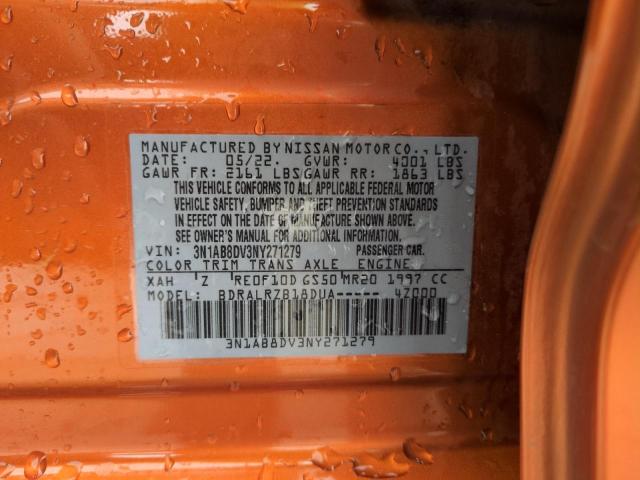 MANUFACTURED BY NISSAN MOTOR CO., LTD.
DATE: 05/22. GVWR: 4001 LBS
GAWR FR: 2161 LBS GAWR RR: 1863 LBS
THIS VEHICLE CONFORMS TO ALL APPLICABLE FEDERAL MOTOR
VEHICLE SAFETY, BUMPER AND THEFT PREVENTION STANDARDS
IN EFFECT ON THE DATE OF MANUFACTURE SHOWN ABOVE.
SEE OWNER'S MANUAL FOR ADDITIONAL INFORMATION.
VIN: 3N1AB8DV3NY271279 PASSENGER CAR.
COLOR TRIM TRANS AXLE ENGINE
XAH Z RE0F10D GS50 MR20 1997 CC
MODEL: BDRALRZB18DUA----- 4Z000
3N1AB8DV3NY271279